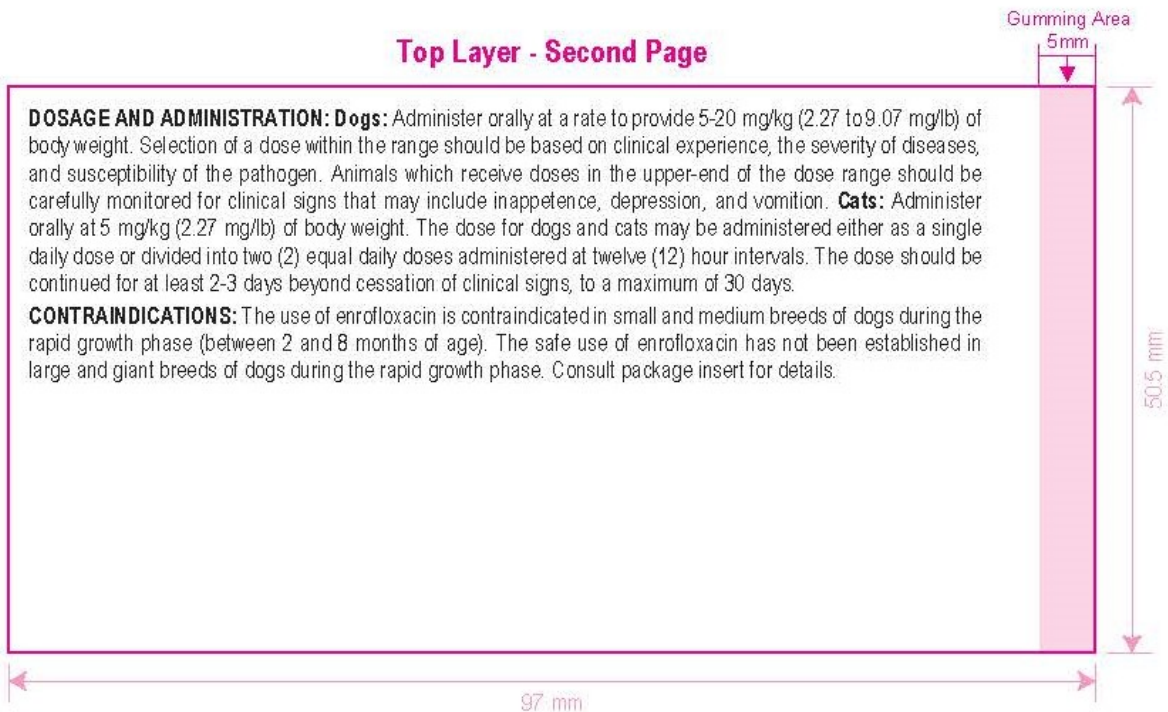 Gumming Area
5mm
Top Layer - Second Page
DOSAGE AND ADMINISTRATION: Dogs: Administer orally at a rate to provide 5-20 mg/kg (2.27 to 9.07 mg/lb) of
body weight. Selection of a dose within the range should be based on clinical experience, the severity of diseases,
and susceptibility of the pathogen. Animals which receive doses in the upper-end of the dose range should be
carefully monitored for clinical signs that may include inappetence, depression, and vomition. Cats: Administer
orally at 5 mg/kg (2.27 mg/lb) of body weight. The dose for dogs and cats may be administered either as a single
daily dose or divided into two (2) equal daily doses administered at twelve (12) hour intervals. The dose should be
continued for at least 2-3 days beyond cessation of clinical signs, to a maximum of 30 days.
CONTRAINDICATIONS: The use of enrofloxacin is contraindicated in small and medium breeds of dogs during the
rapid growth phase (between 2 and 8 months of age). The safe use of enrofloxacin has not been established in
large and giant breeds of dogs during the rapid growth phase. Consult package insert for details.
50.5 mm
97 mm